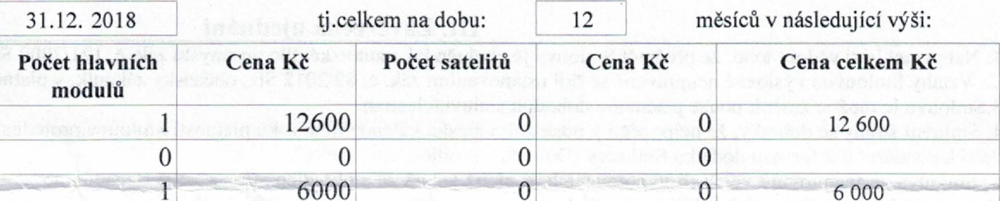 31.12. 2018 tj.celkem na dobu: 12 měsíců v následující výši:
Počet hlavních modulů Cena Kč Počet satelitů Cena Kč Cena celkem Kč
1 12600 0 0 12 600
0 0 0 0
1 6000 0 0 6 000